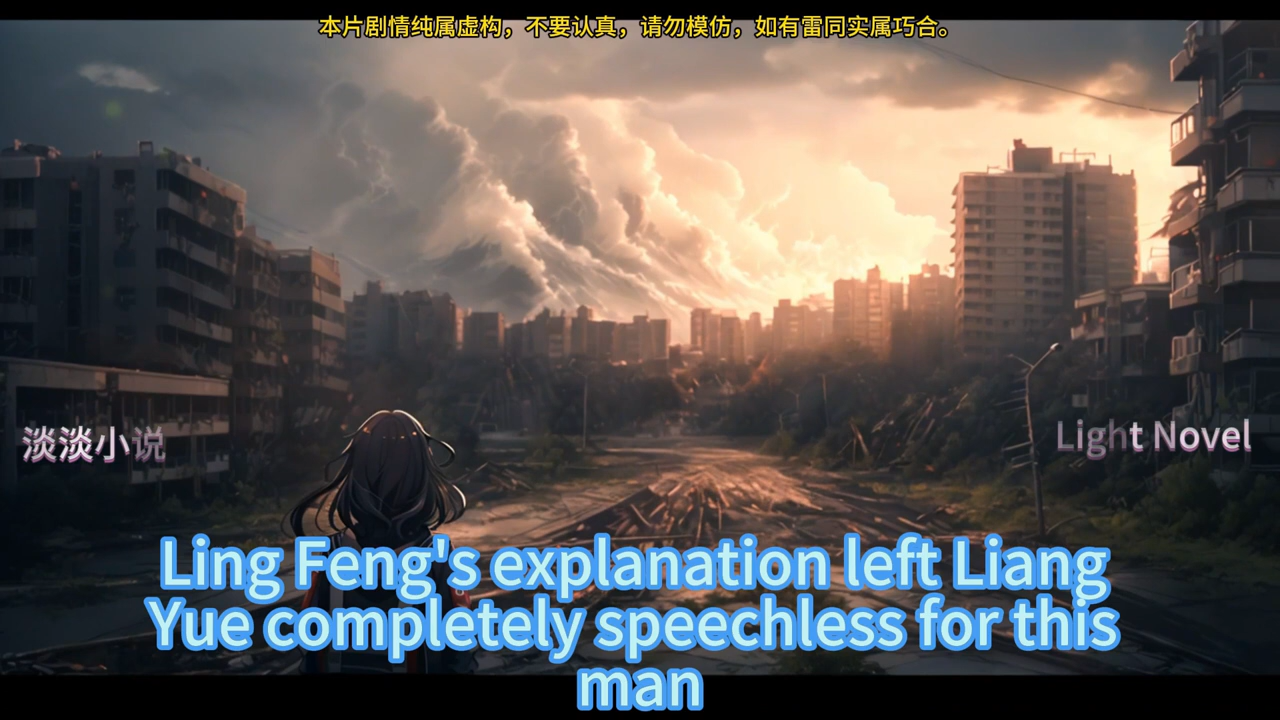 本片剧情纯属虚构，不要认真，请勿模仿，如有雷同实属巧合。
淡淡小说
Light Novel
Ling Feng's explanation left Liang
Yue completely speechless for this
man